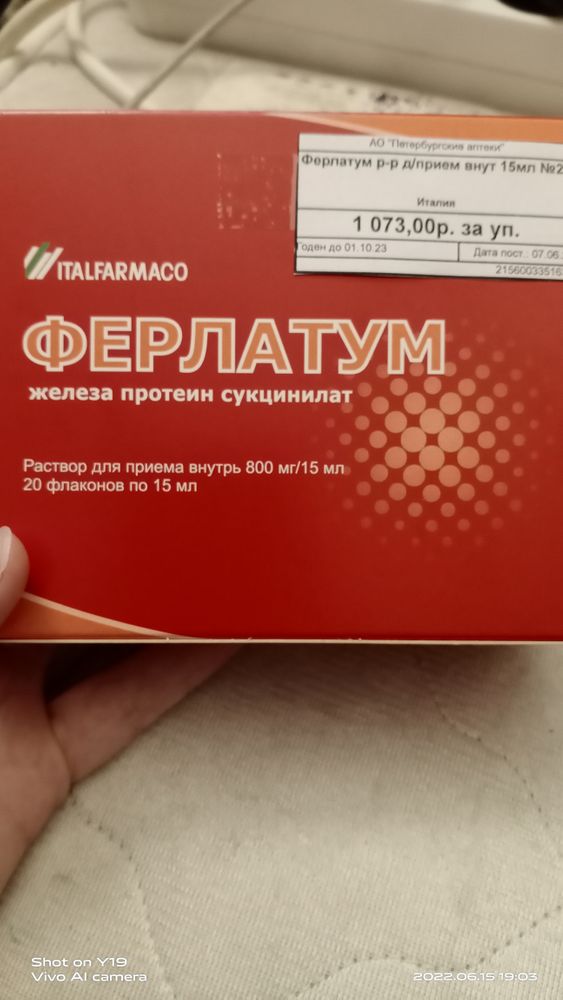 АО "Петербургские аптеки"
Ферлатум р-р д/прием внут 15мл №2
Италия
1 073,00р. за уп.
Годен до 01.10.23
Дата пост.: 07.06.
21560033516
ITALFARMACO
ФЕРЛАТУМ
железа протеин сукцинилат
Раствор для приема внутрь 800 мг/15 мл
20 флаконов по 15 мл
Shot on Y19
Vivo AI camera
2022.06.15 19:03